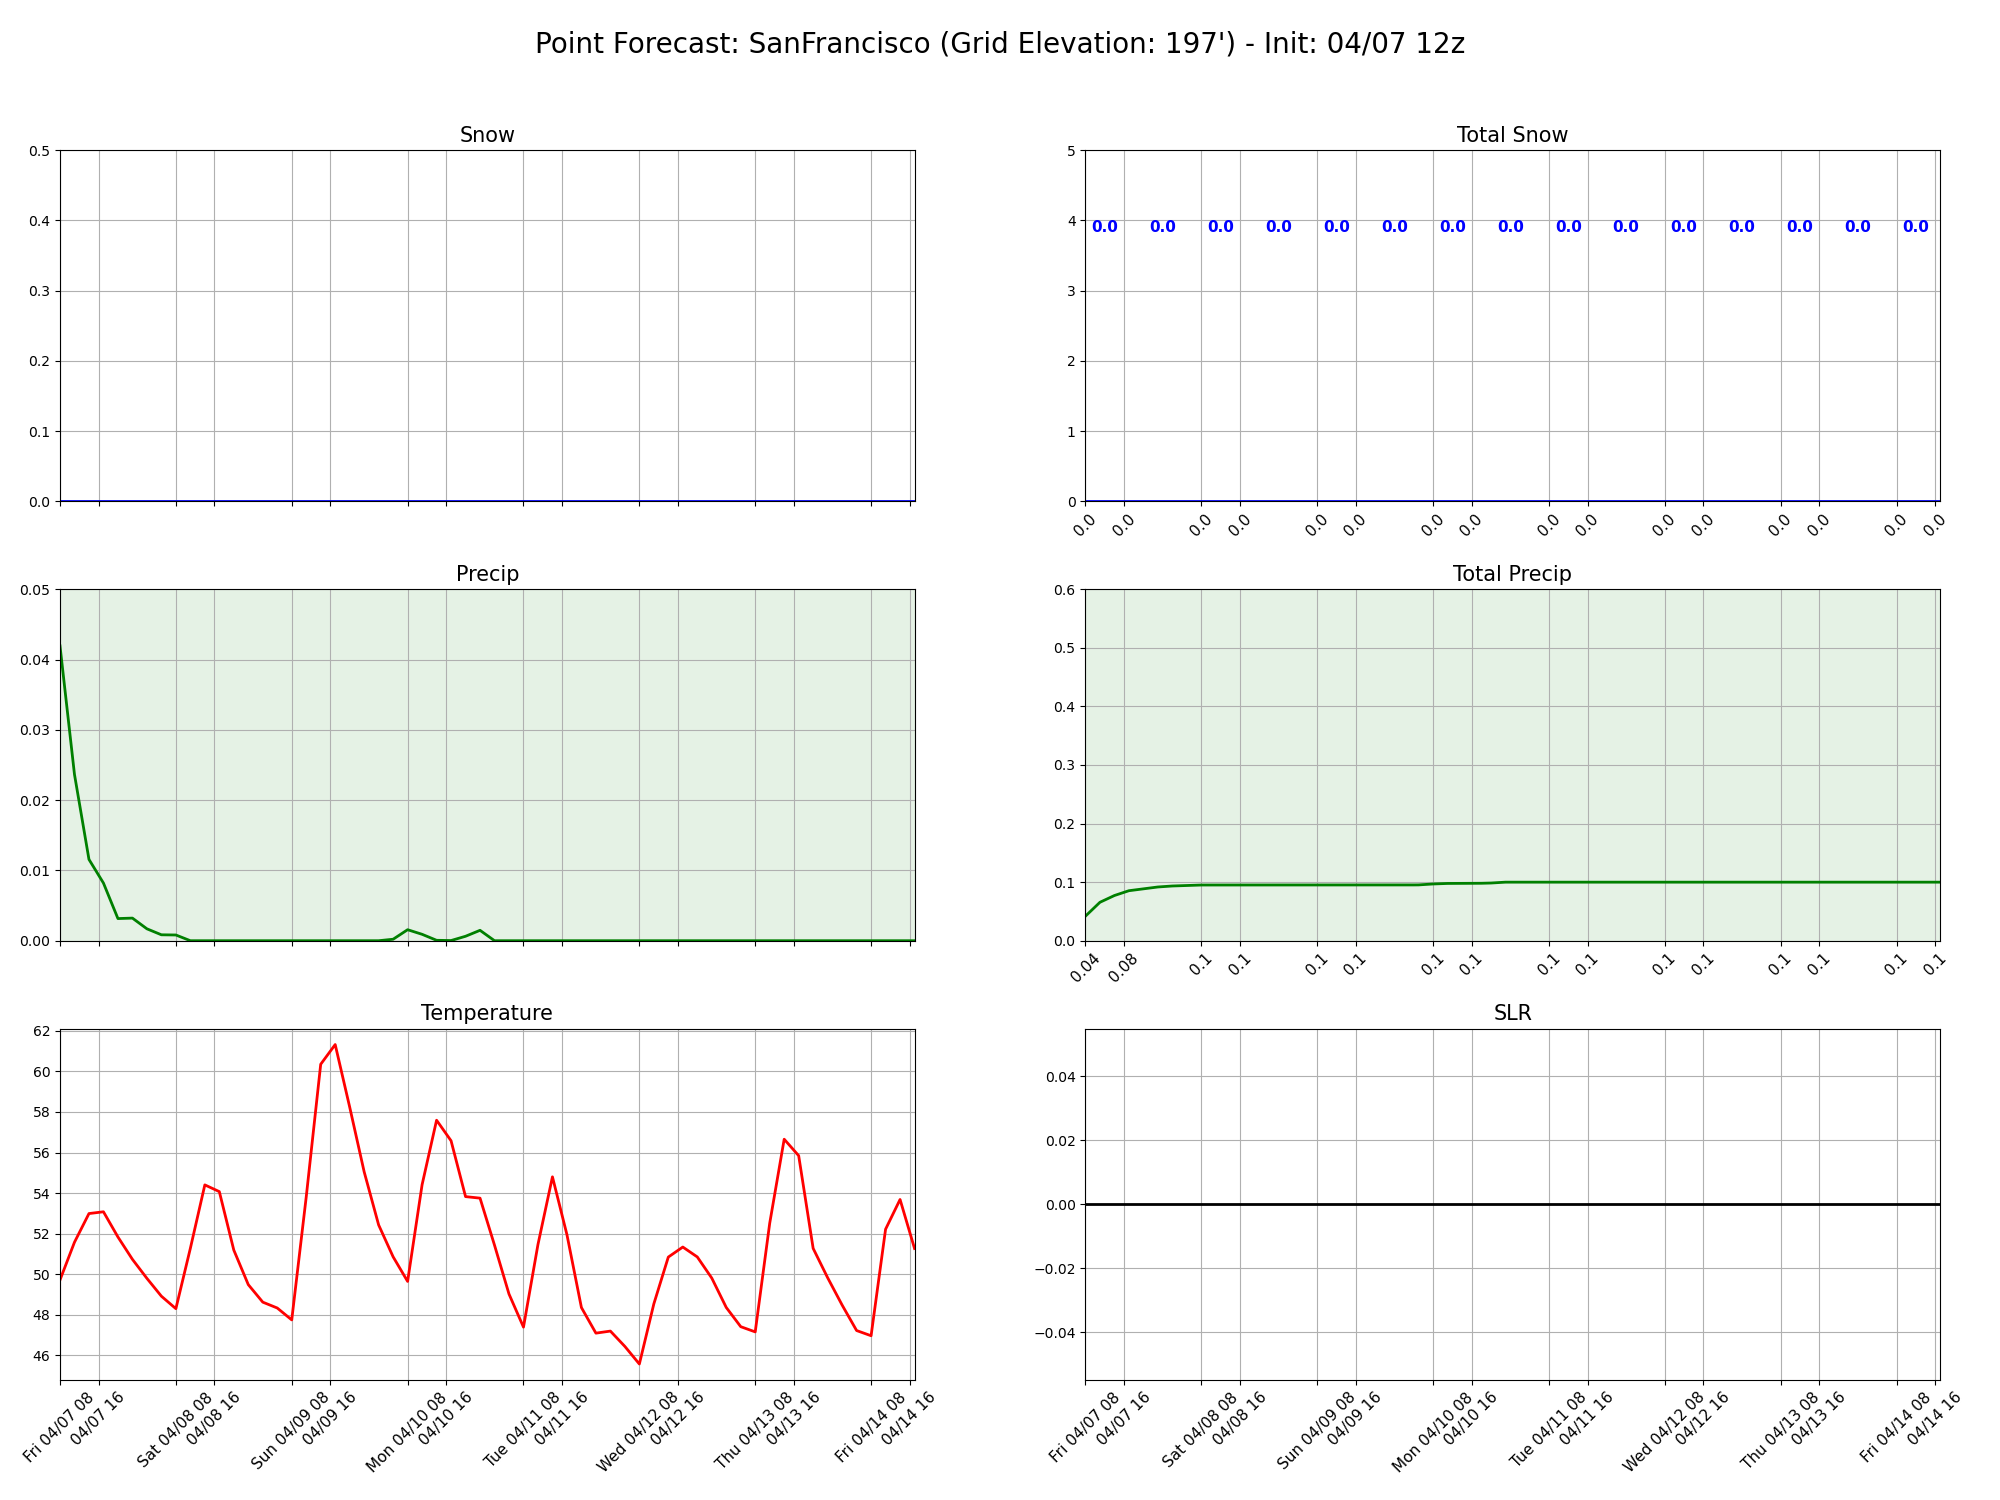 Point Forecast: SanFrancisco (Grid Elevation: 197') - Init: 04/07 12z
Snow
0.5
0.4
0.3
0.2
0.1
0.0
Total Snow
5
4
3
2
1
0
0.0 0.0 0.0 0.0 0.0 0.0 0.0 0.0 0.0 0.0 0.0 0.0 0.0 0.0 0.0
0.0 0.0 0.0 0.0 0.0 0.0 0.0 0.0 0.0 0.0 0.0 0.0 0.0 0.0 0.0 0.0
Precip
0.05
0.04
0.03
0.02
0.01
0.00
Total Precip
0.6
0.5
0.4
0.3
0.2
0.1
0.0
0.04 0.08 0.1 0.1 0.1 0.1 0.1 0.1 0.1 0.1 0.1 0.1 0.1 0.1 0.1 0.1
Temperature
62
60
58
56
54
52
50
48
46
Fri 04/07 08
04/07 16
Sat 04/08 08
04/08 16
Sun 04/09 08
04/09 16
Mon 04/10 08
04/10 16
Tue 04/11 08
04/11 16
Wed 04/12 08
04/12 16
Thu 04/13 08
04/13 16
Fri 04/14 08
04/14 16
SLR
0.04
0.02
0.00
−0.02
−0.04
Fri 04/07 08
04/07 16
Sat 04/08 08
04/08 16
Sun 04/09 08
04/09 16
Mon 04/10 08
04/10 16
Tue 04/11 08
04/11 16
Wed 04/12 08
04/12 16
Thu 04/13 08
04/13 16
Fri 04/14 08
04/14 16